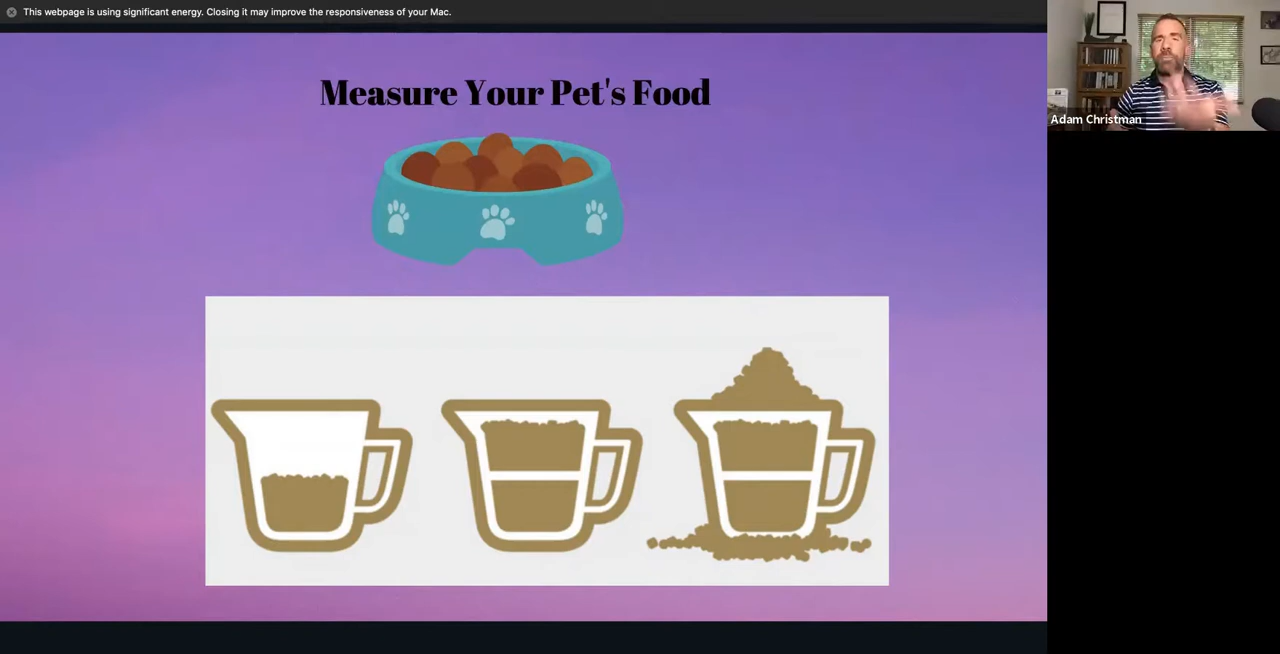 This webpage is using significant energy. Closing it may improve the responsiveness of your Mac.
Measure Your Pet's Food
Adam Christman